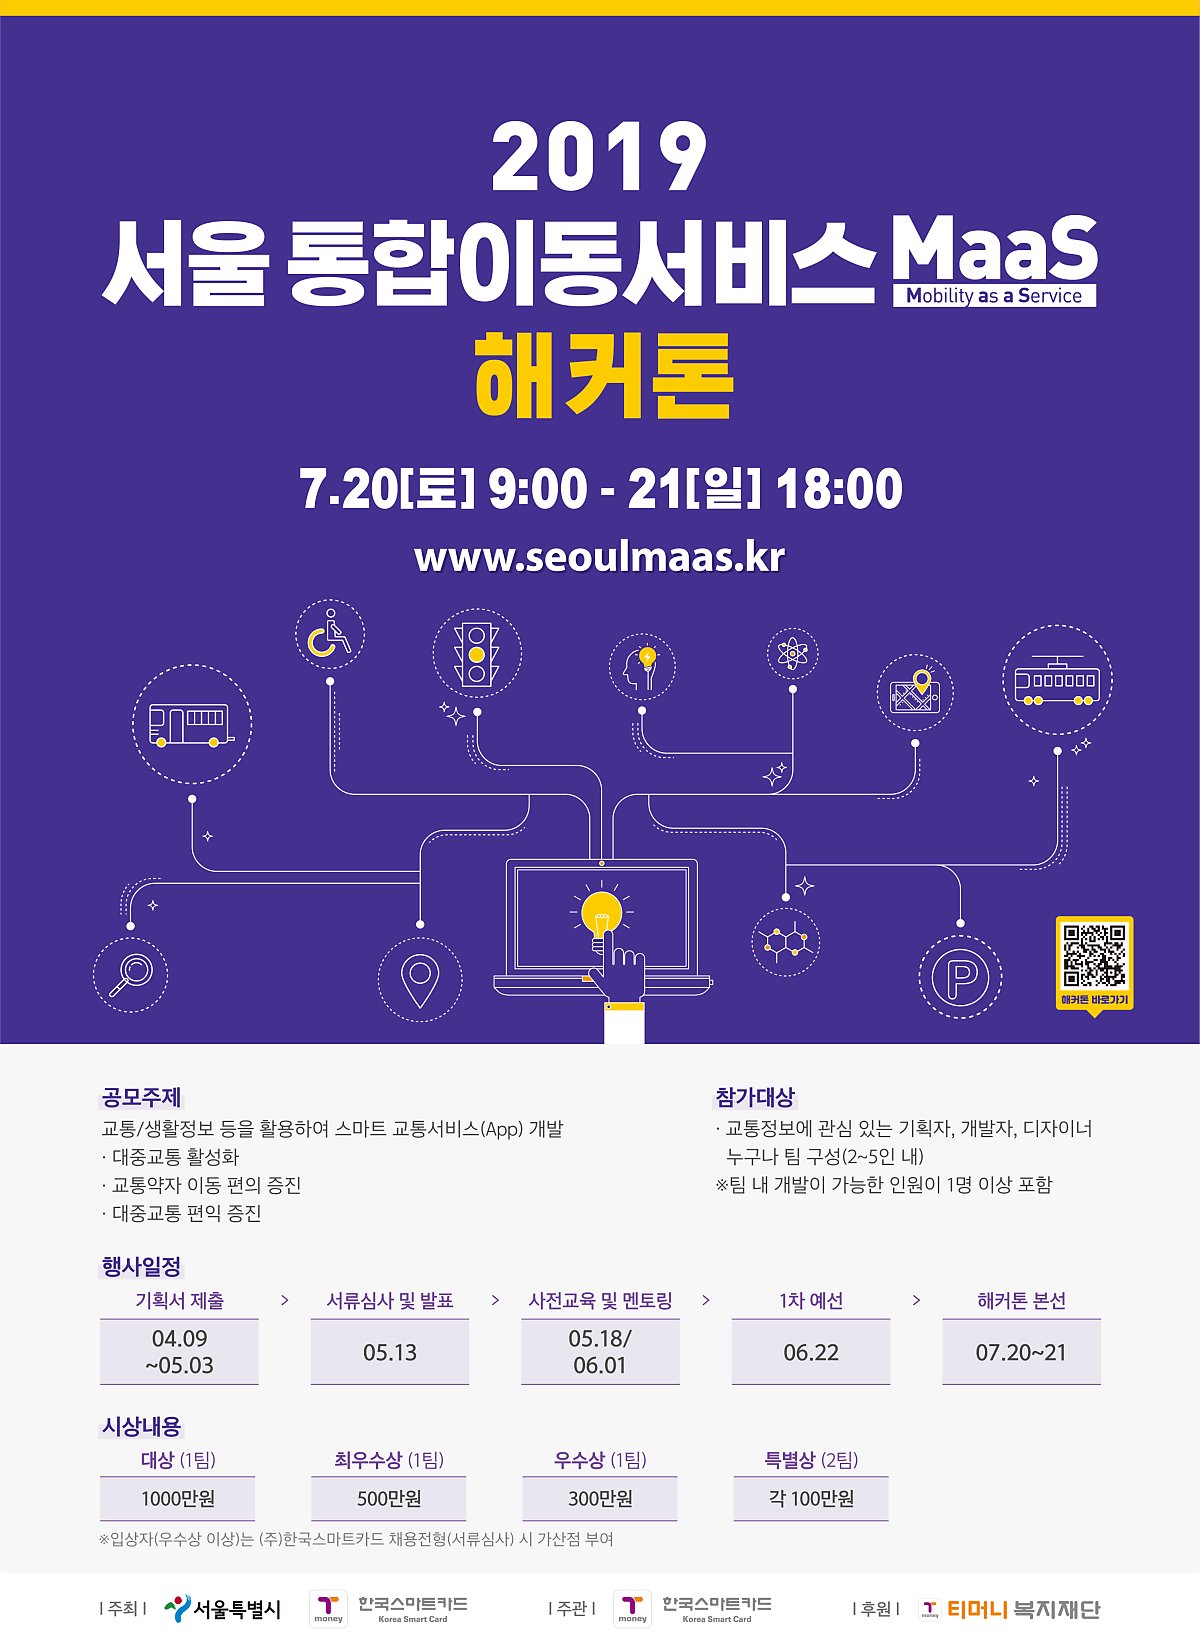 2019
서울 통합이동서비스 MaaS
Mobility as a Service
해커톤
7.20[토] 9:00 - 21[일] 18:00
www.seoulmaas.kr
P
해커톤 바로가기
공모주제
교통/생활정보 등을 활용하여 스마트 교통서비스(App) 개발
· 대중교통 활성화
· 교통약자 이동 편의 증진
· 대중교통 편익 증진
참가대상
· 교통정보에 관심 있는 기획자, 개발자, 디자이너
누구나 팀 구성(2~5인 내)
※팀 내 개발이 가능한 인원이 1명 이상 포함
행사일정
기획서 제출 > 서류심사 및 발표 > 사전교육 및 멘토링 > 1차 예선 > 해커톤 본선
04.09
~05.03
05.13
05.18/
06.01
06.22
07.20~21
시상내용
대상 (1팀) 최우수상 (1팀) 우수상 (1팀) 특별상 (2팀)
1000만원 500만원 300만원 각 100만원
※입상자(우수상 이상)는 (주)한국스마트카드 채용전형(서류심사) 시 가산점 부여
| 주최 | 서울특별시 T money 한국스마트카드 Korea Smart Card
| 주관 | T money 한국스마트카드 Korea Smart Card
| 후원 | T money 티머니 복지재단